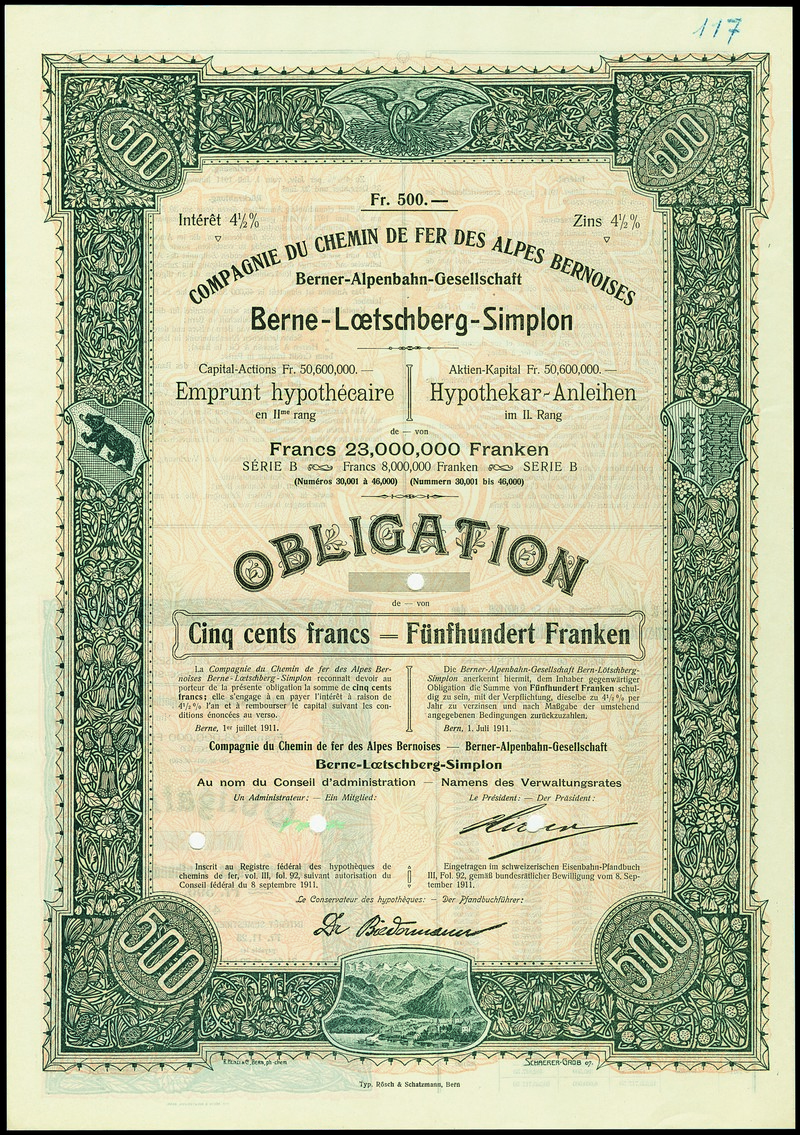 117
500
500
Fr. 500.—
Intérêt 4½%
Zins 4½%
COMPAGNIE DU CHEMIN DE FER DES ALPES BERNOISES
Berner-Alpenbahn-Gesellschaft
Berne-Lœtschberg-Simplon
Capital-Actions Fr. 50,600,000.—
Emprunt hypothécaire
en IIme rang
Aktien-Kapital Fr. 50,600,000.—
Hypothekar-Anleihen
im II. Rang
de — von
Francs 23,000,000 Franken
SÉRIE B Francs 8,000,000 Franken SERIE B
(Numéros 30,001 à 46,000) (Nummern 30,001 bis 46,000)
OBLIGATION
de — von
Cinq cents francs = Fünfhundert Franken
La Compagnie du Chemin de fer des Alpes Ber-
noises Berne-Lœtschberg-Simplon reconnaît devoir au
porteur de la présente obligation la somme de cinq cents
francs; elle s'engage à en payer l'intérêt à raison de
4½% l'an et à rembourser le capital suivant les con-
ditions énoncées au verso.
Berne, 1er juillet 1911.
Die Berner-Alpenbahn-Gesellschaft Bern-Lötschberg-
Simplon anerkennt hiermit, dem Inhaber gegenwärtiger
Obligation die Summe von Fünfhundert Franken schul-
dig zu sein, mit der Verpflichtung, dieselbe zu 4½% per
Jahr zu verzinsen und nach Maßgabe der umstehend
angegebenen Bedingungen zurückzuzahlen.
Bern, 1. Juli 1911.
Compagnie du Chemin de fer des Alpes Bernoises — Berner-Alpenbahn-Gesellschaft
Berne-Lœtschberg-Simplon
Au nom du Conseil d'administration — Namens des Verwaltungsrates
Un Administrateur: — Ein Mitglied:
Le Président: — Der Präsident:
Inscrit au Registre fédéral des hypothèques de
chemins de fer, vol. III, fol. 92, suivant autorisation du
Conseil fédéral du 8 septembre 1911.
Eingetragen im schweizerischen Eisenbahn-Pfandbuch
III, Fol. 92, gemäß bundesrätlicher Bewilligung vom 8. Sep-
tember 1911.
Le Conservateur des hypothèques: — Der Pfandbuchführer:
Dr Biedermann
500
500
SCHAERER-GROB 07.
Typ. Rösch & Schatzmann, Bern